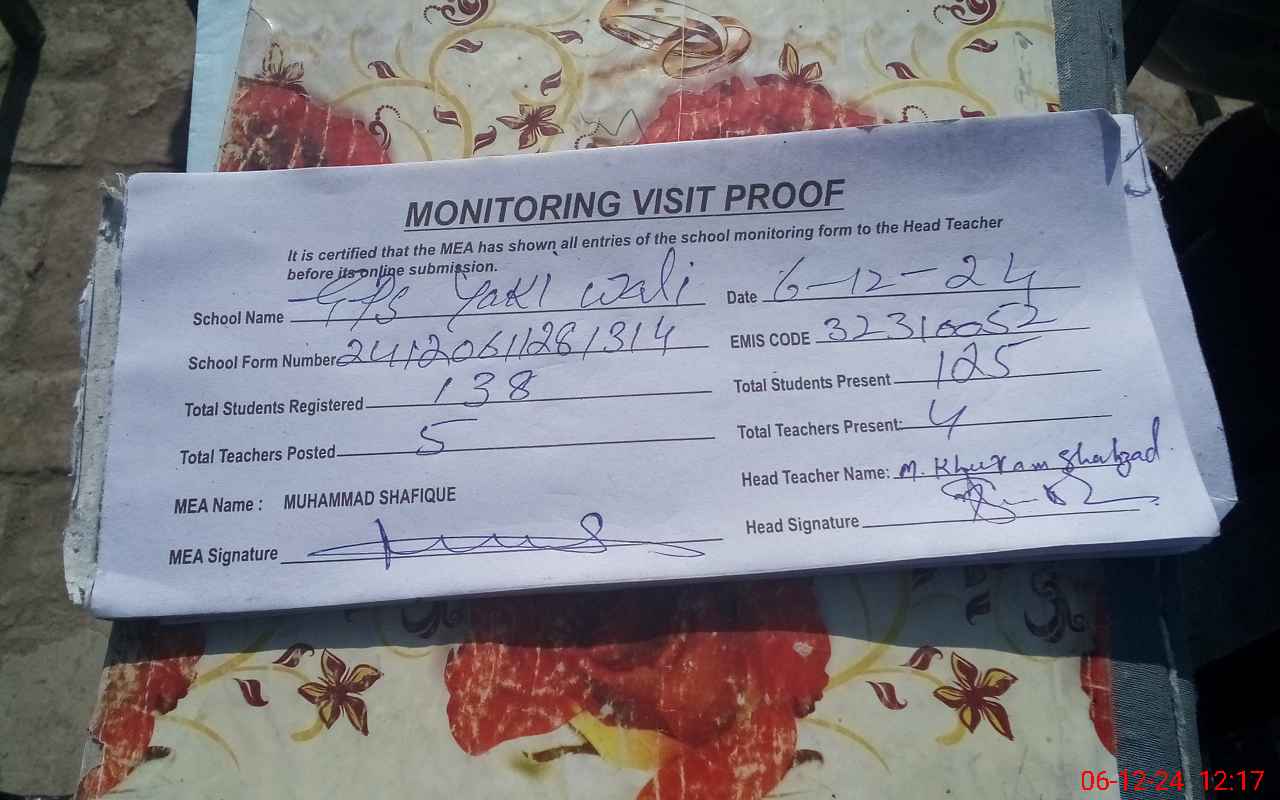 MONITORING VISIT PROOF
It is certified that the MEA has shown all entries of the school monitoring form to the Head Teacher
before its online submission.
School Name GPS Yaki Wali Date 6-12-24
School Form Number 24120611281314 EMIS CODE 32310052
Total Students Registered 138 Total Students Present 125
Total Teachers Posted 5 Total Teachers Present: 4
MEA Name : MUHAMMAD SHAFIQUE Head Teacher Name: M. Khuram Shahzad
MEA Signature Head Signature
06-12-24 12:17